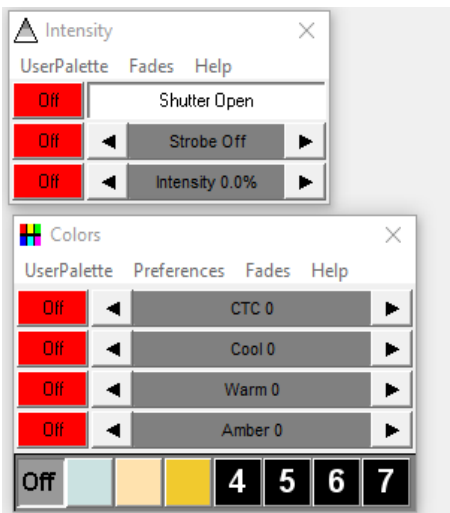 Intensity
UserPalette Fades Help
Off Shutter Open
Off Strobe Off
Off Intensity 0.0%
Colors
UserPalette Preferences Fades Help
Off CTC 0
Off Cool 0
Off Warm 0
Off Amber 0
Off 4 5 6 7